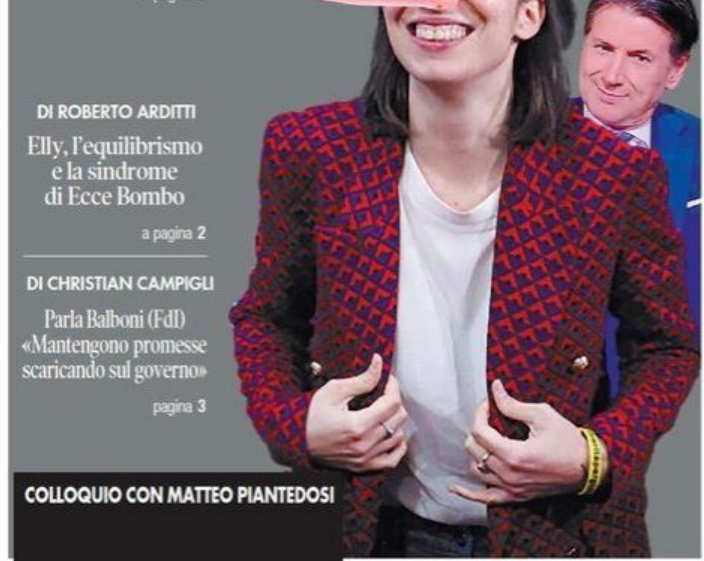 DI ROBERTO ARDITTI
Elly, l'equilibrismo
e la sindrome
di Ecce Bombo
a pagina 2
DI CHRISTIAN CAMPIGLI
Parla Balboni (FdI)
«Mantengono promesse
scaricando sul governo»
pagina 3
COLLOQUIO CON MATTEO PIANTEDOSI